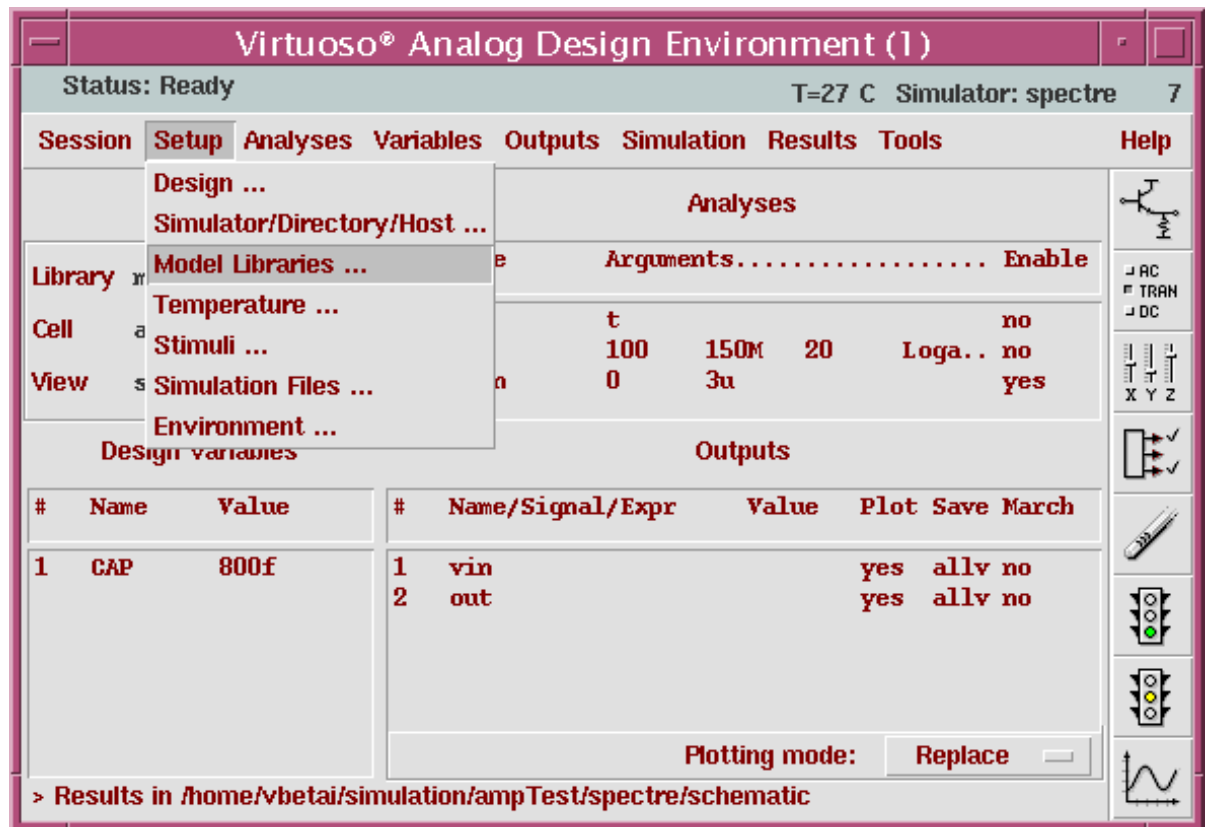 Virtuoso® Analog Design Environment (1)
Status: Ready T=27 C Simulator: spectre 7
Session Setup Analyses Variables Outputs Simulation Results Tools Help
Design ...
Simulator/Directory/Host ...
Model Libraries ...
Temperature ...
Stimuli ...
Simulation Files ...
Environment ...
Analyses
Library
Cell
View
Arguments.................. Enable
t no
100 150M 20 Loga.. no
0 3u yes
Design Variables
# Name Value
1 CAP 800f
Outputs
# Name/Signal/Expr Value Plot Save March
1 vin yes allv no
2 out yes allv no
Plotting mode: Replace
> Results in /home/vbetai/simulation/ampTest/spectre/schematic
AC
TRAN
DC
X Y Z